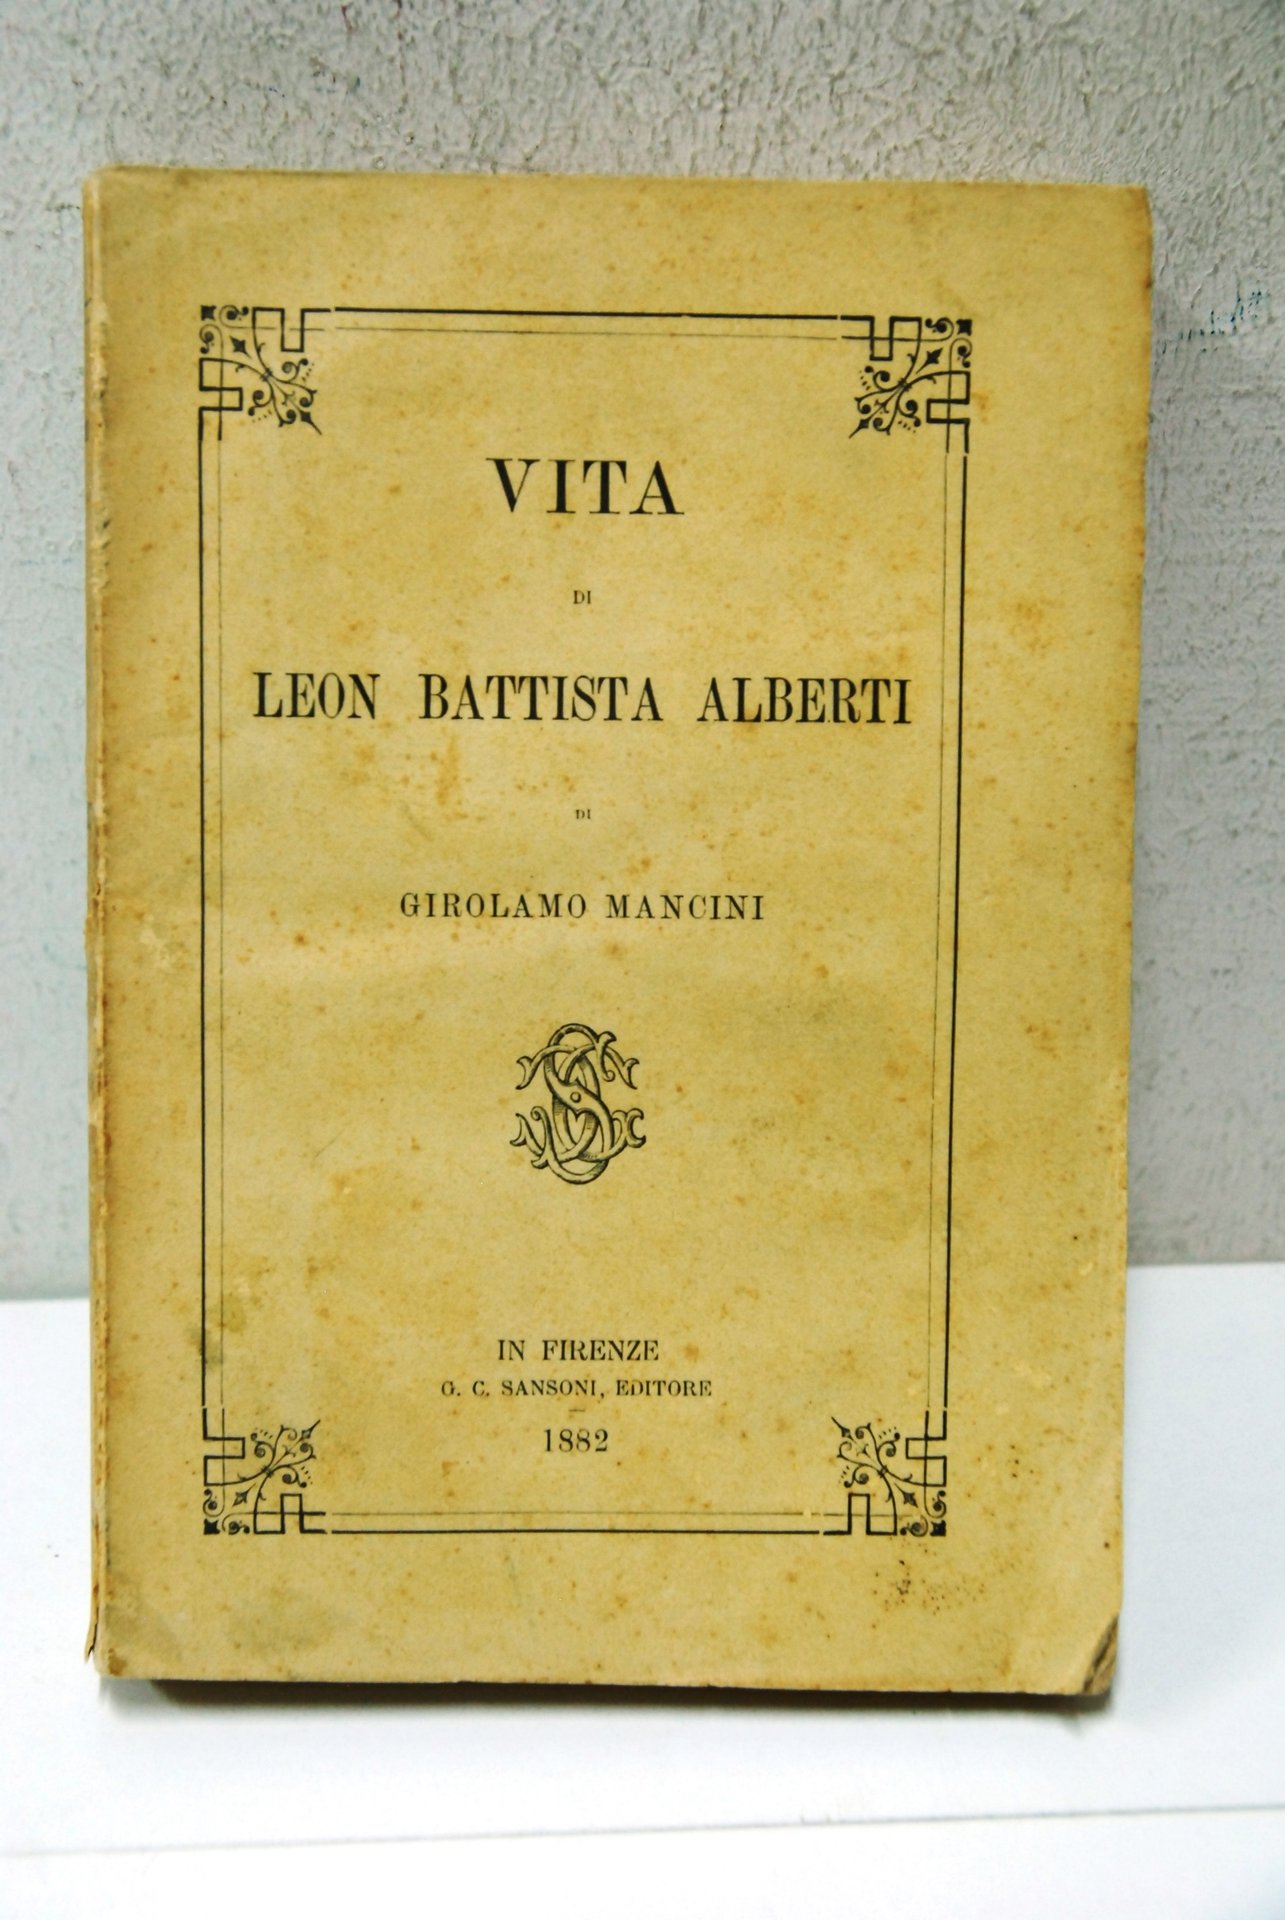 VITA
DI
LEON BATTISTA ALBERTI
DI
GIROLAMO MANCINI
IN FIRENZE
G. C. SANSONI, EDITORE
1882